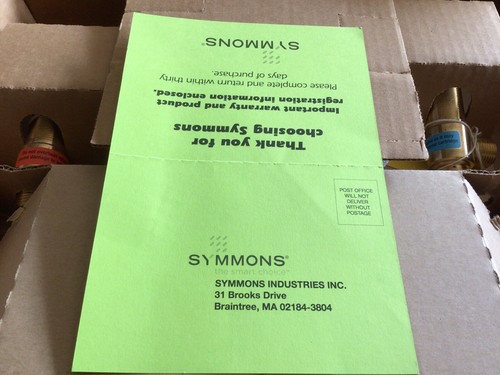 SYMMONS®
Please complete and return within thirty
days of purchase.
Important warranty and product
registration information enclosed.
Thank you for
choosing Symmons
POST OFFICE
WILL NOT
DELIVER
WITHOUT
POSTAGE
SYMMONS®
the smart choice®
SYMMONS INDUSTRIES INC.
31 Brooks Drive
Braintree, MA 02184-3804